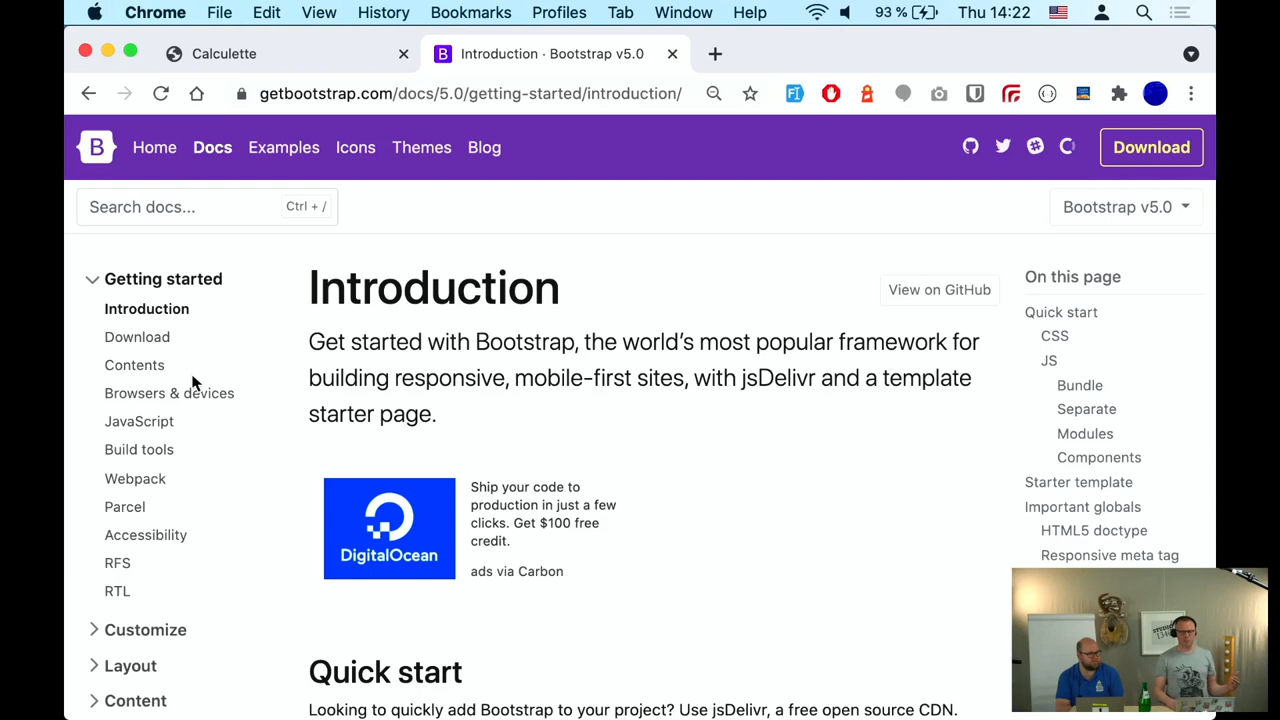 Chrome File Edit View History Bookmarks Profiles Tab Window Help 93 % Thu 14:22
Calculette
Introduction · Bootstrap v5.0
getbootstrap.com/docs/5.0/getting-started/introduction/
B Home Docs Examples Icons Themes Blog Download
Search docs... Ctrl + /
Bootstrap v5.0
Getting started
Introduction
Download
Contents
Browsers & devices
JavaScript
Build tools
Webpack
Parcel
Accessibility
RFS
RTL
Customize
Layout
Content
Introduction
View on GitHub
Get started with Bootstrap, the world's most popular framework for
building responsive, mobile-first sites, with jsDelivr and a template
starter page.
DigitalOcean
Ship your code to
production in just a few
clicks. Get $100 free
credit.
ads via Carbon
Quick start
Looking to quickly add Bootstrap to your project? Use jsDelivr, a free open source CDN.
On this page
Quick start
CSS
JS
Bundle
Separate
Modules
Components
Starter template
Important globals
HTML5 doctype
Responsive meta tag